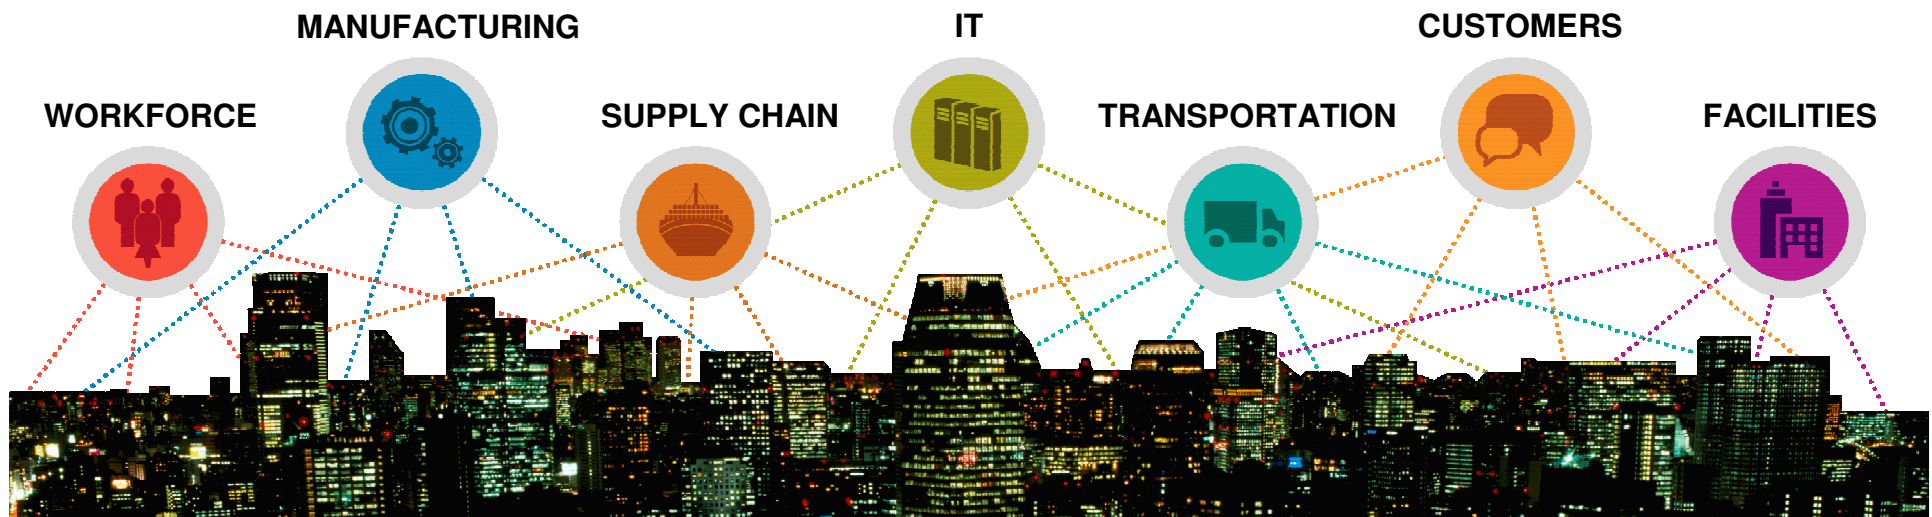 MANUFACTURING
IT
CUSTOMERS
WORKFORCE
SUPPLY CHAIN
TRANSPORTATION
FACILITIES